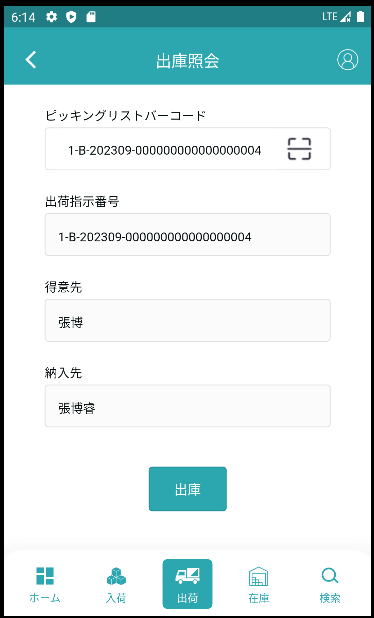 6:14 LTE
出庫照会
ピッキングリストバーコード
1-B-202309-000000000000000004
出荷指示番号
1-B-202309-000000000000000004
得意先
張博
納入先
張博睿
出庫
ホーム 入荷 出荷 在庫 検索